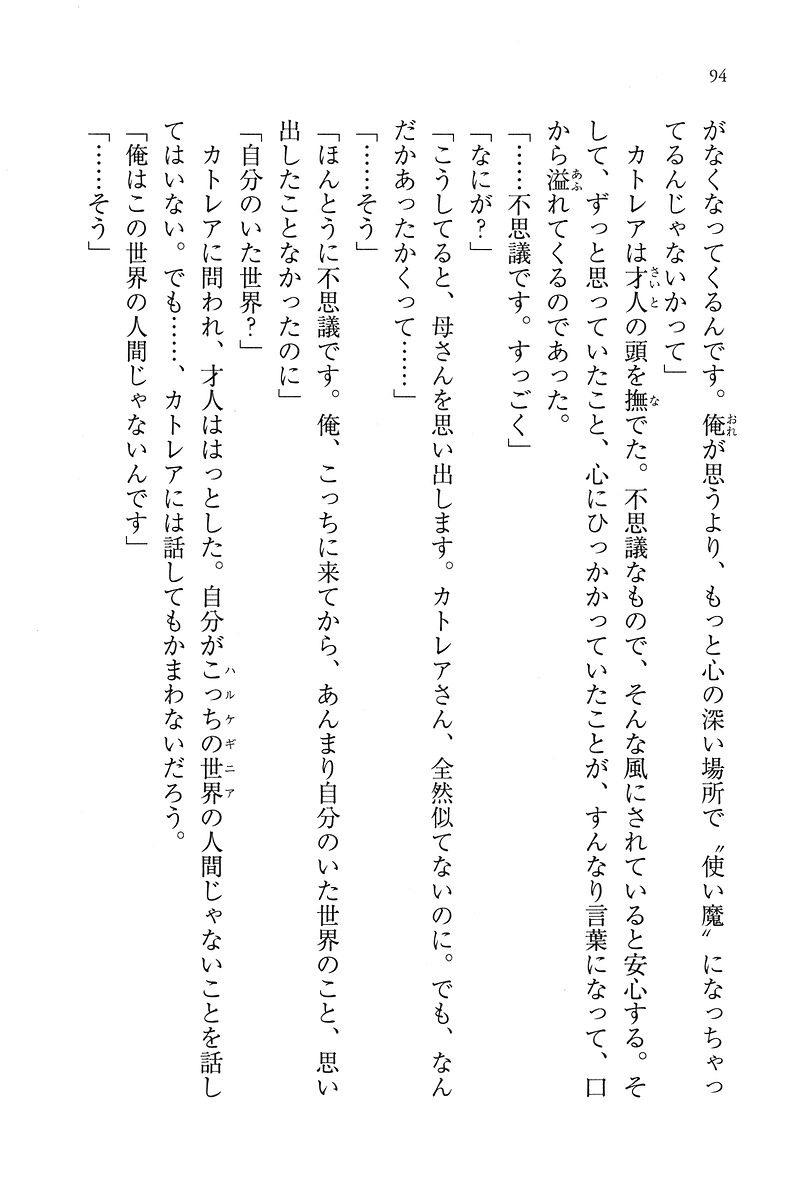 94
がなくなってくるんです。俺が思うより、もっと心の深い場所で〝使い魔〟になっちゃっ
てるんじゃないかって」
　カトレアは才人の頭を撫でた。不思議なもので、そんな風にされていると安心する。そ
して、ずっと思っていたこと、心にひっかかっていたことが、すんなり言葉になって、口
から溢れてくるのであった。
「……不思議です。すっごく」
「なにが？」
「こうしてると、母さんを思い出します。カトレアさん、全然似てないのに。でも、なん
だかあったかくって……」
「……そう」
「ほんとうに不思議です。俺、こっちに来てから、あんまり自分のいた世界のこと、思い
出したことなかったのに」
「自分のいた世界？」
　カトレアに問われ、才人ははっとした。自分がこっちの世界の人間じゃないことを話し
てはいない。でも……、カトレアには話してもかまわないだろう。
「俺はこの世界の人間じゃないんです」
「……そう」
おれ
さいと
な
あふ
ハルケギニア